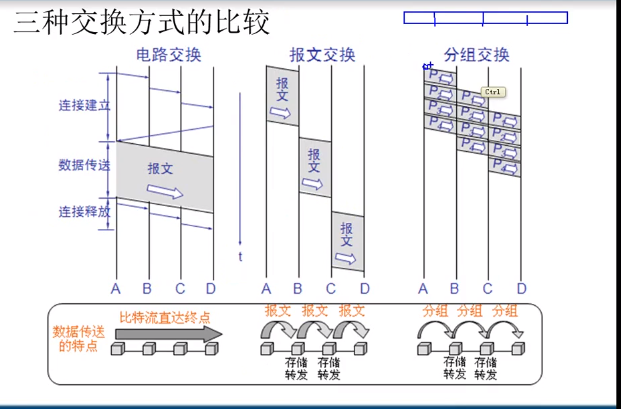 三种交换方式的比较
电路交换
报文交换
分组交换
连接建立
数据传送
连接释放
报文
报文
报文
报文
t
Ctrl
P1
P2
P3
P4
P1
P2
P3
P4
P1
P2
P3
P4
A B C D
A B C D
A B C D
数据传送的特点
比特流直达终点
报文 报文 报文
存储转发 存储转发
分组 分组 分组
存储转发 存储转发